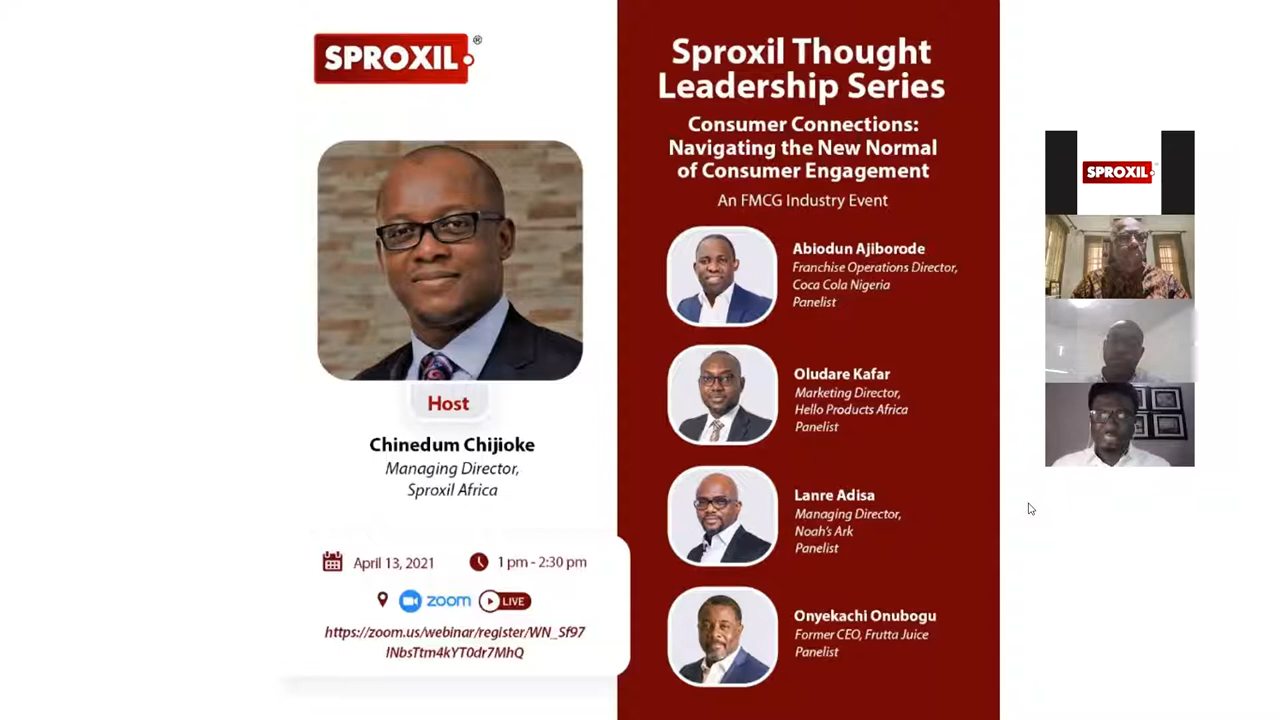 SPROXIL ®
Host
Chinedum Chijioke
Managing Director,
Sproxil Africa
April 13, 2021
1 pm - 2:30 pm
zoom
LIVE
https://zoom.us/webinar/register/WN_Sf97
INbsTtm4kYT0dr7MhQ
Sproxil Thought
Leadership Series
Consumer Connections:
Navigating the New Normal
of Consumer Engagement
An FMCG Industry Event
Abiodun Ajiborode
Franchise Operations Director,
Coca Cola Nigeria
Panelist
Oludare Kafar
Marketing Director,
Hello Products Africa
Panelist
Lanre Adisa
Managing Director,
Noah's Ark
Panelist
Onyekachi Onubogu
Former CEO, Frutta Juice
Panelist
SPROXIL